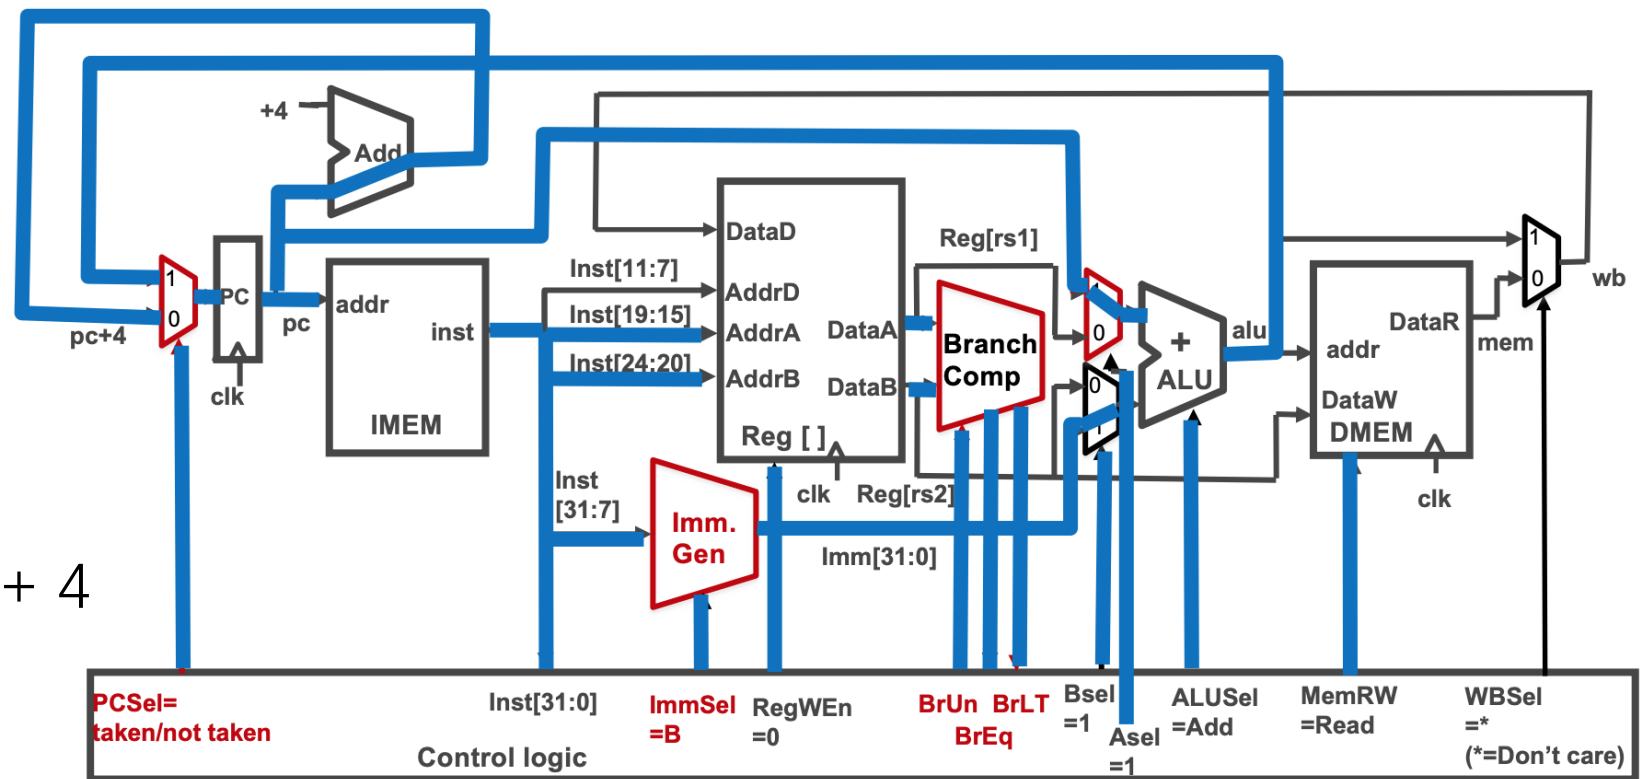 +4
Add
DataD
Reg[rs1]
1
0
wb
Inst[11:7]
AddrD
1
0
PC
addr
pc
inst
pc+4
Inst[19:15]
AddrA
DataA
Inst[24:20]
AddrB
DataB
Branch
Comp
1
0
0
1
+
ALU
alu
addr
DataR
mem
DataW
DMEM
clk
IMEM
Reg [ ]
clk
Reg[rs2]
clk
Inst
[31:7]
Imm.
Gen
Imm[31:0]
+ 4
PCSel=
taken/not taken
Inst[31:0]
ImmSel
=B
RegWEn
=0
BrUn BrLT
BrEq
Bsel
=1
Asel
=1
ALUSel
=Add
MemRW
=Read
WBSel
=*
(*=Don't care)
Control logic